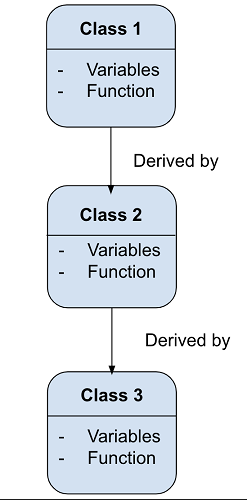 Class 1
- Variables
- Function
Derived by
Class 2
- Variables
- Function
Derived by
Class 3
- Variables
- Function